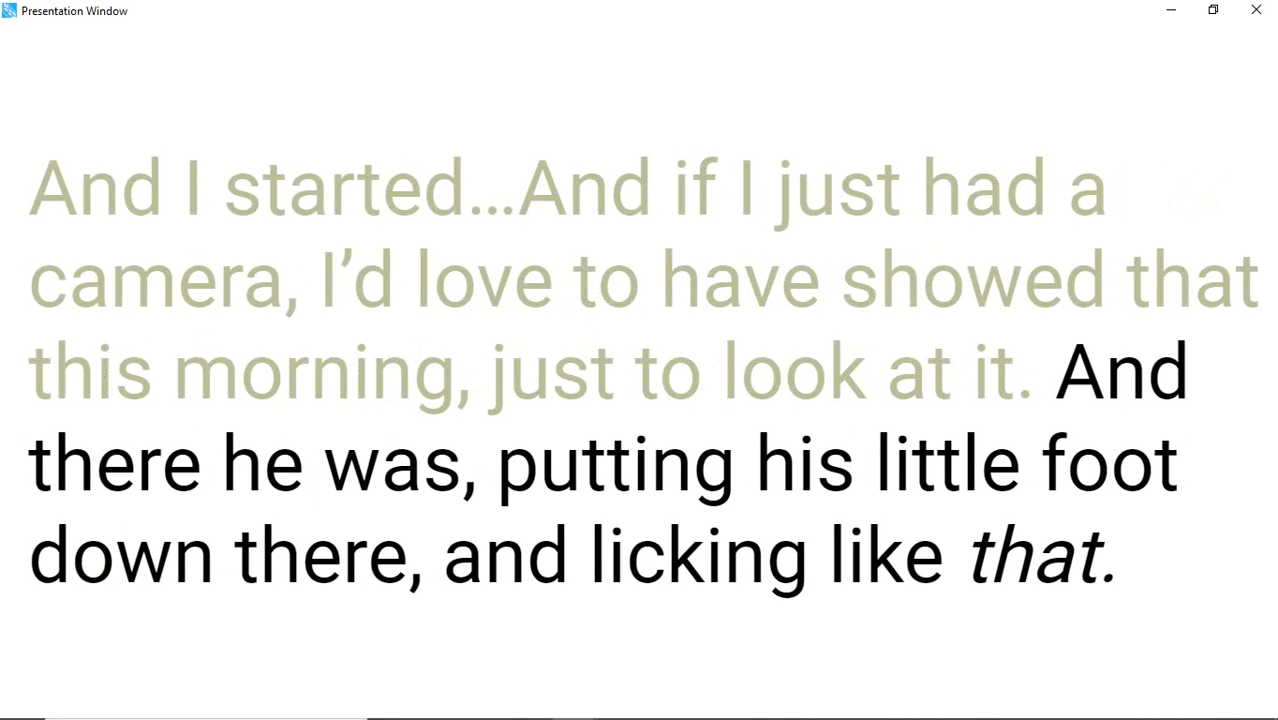 Presentation Window
And I started…And if I just had a
camera, I’d love to have showed that
this morning, just to look at it. And
there he was, putting his little foot
down there, and licking like that.